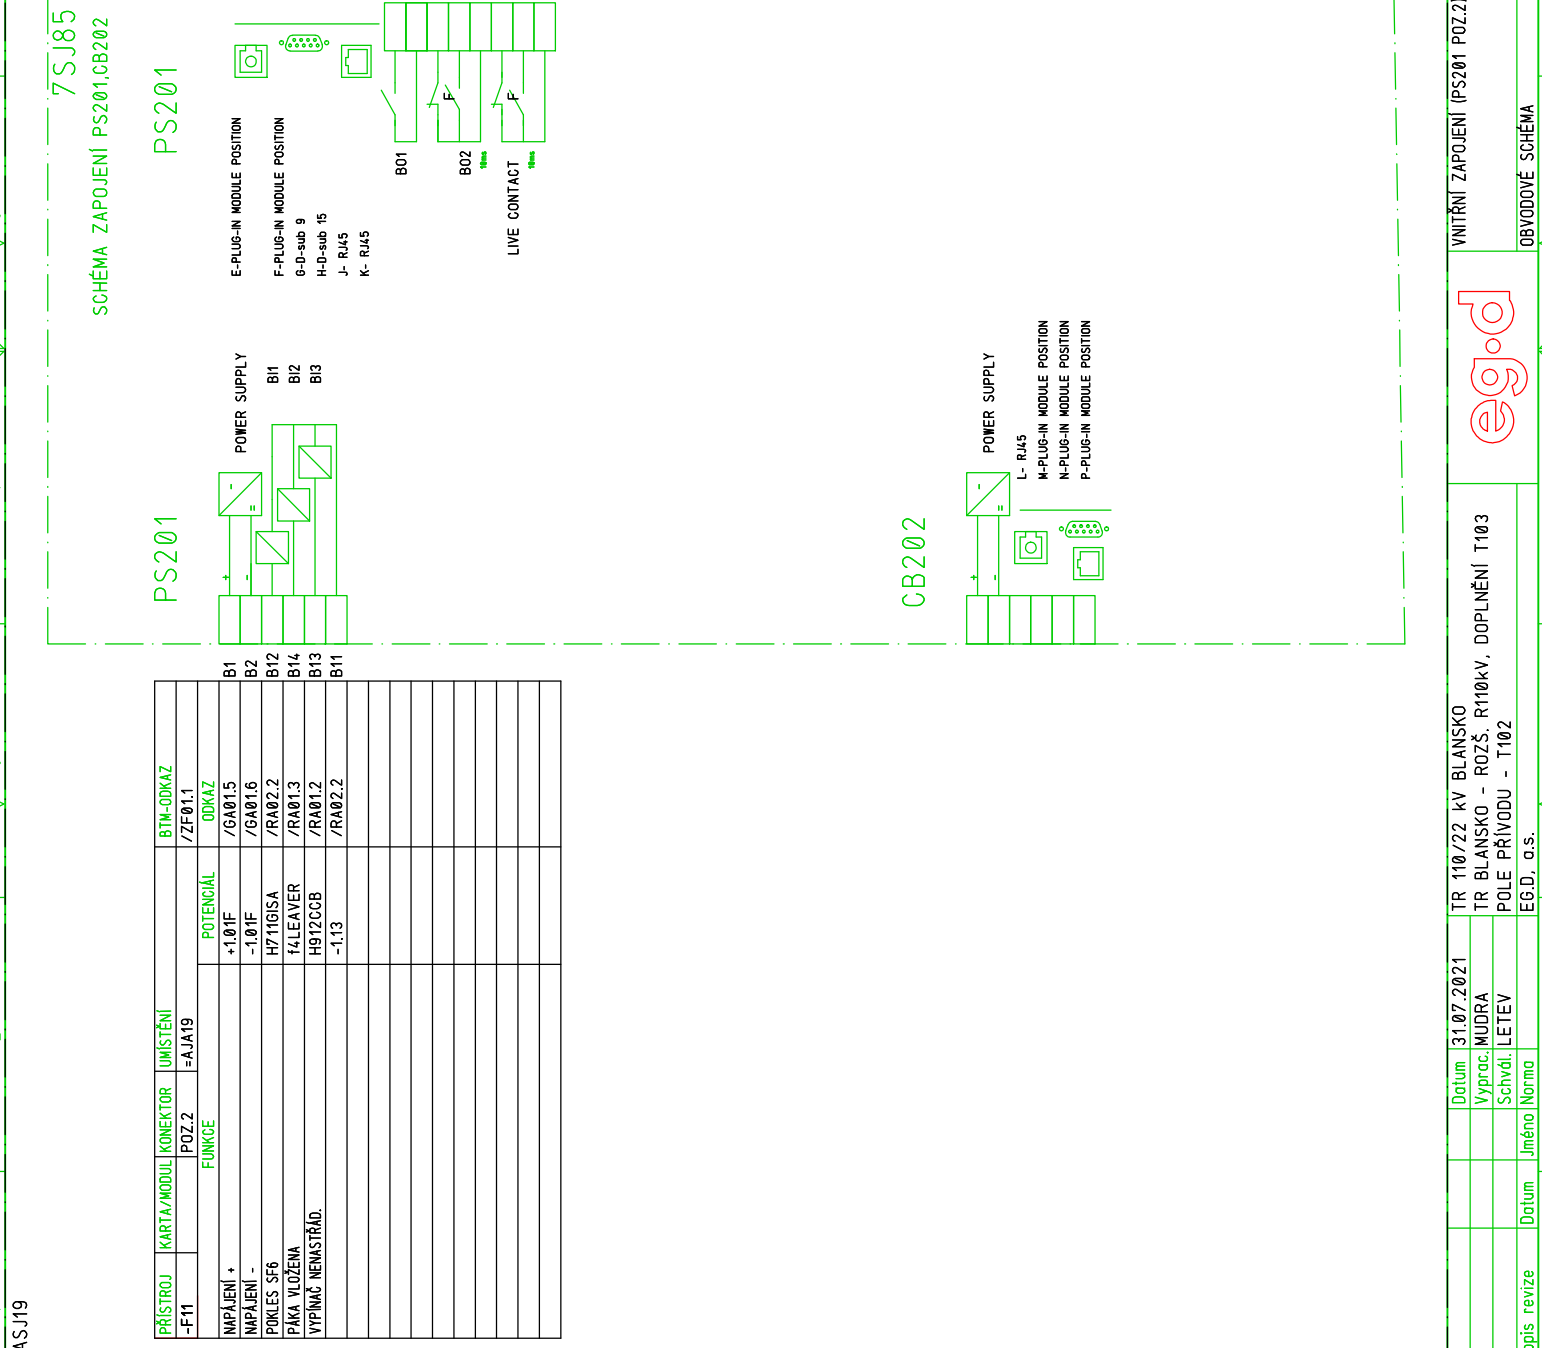 ASJ19
PŘÍSTROJ KARTA/MODUL KONEKTOR UMÍSTĚNÍ BTM-ODKAZ
-F11 POZ.2 =AJA19 /ZF01.1
FUNKCE POTENCIÁL ODKAZ
NAPÁJENÍ + +1.01F /GA01.5 B1
NAPÁJENÍ - -1.01F /GA01.6 B2
POKLES SF6 H711GISA /RA02.2 B12
PÁKA VLOŽENA f4LEAVER /RA01.3 B14
VYPÍNAČ NENASTŘÁD. H912CCB /RA01.2 B13
-1.13 /RA02.2 B11
7SJ85
SCHÉMA ZAPOJENÍ PS201,CB202
PS201
+
-
POWER SUPPLY
BI1
BI2
BI3
PS201
E-PLUG-IN MODULE POSITION
F-PLUG-IN MODULE POSITION
G-D-sub 9
H-D-sub 15
J- RJ45
K- RJ45
BO1
BO2
10ms
F
LIVE CONTACT
10ms
F
CB202
+
-
POWER SUPPLY
L- RJ45
M-PLUG-IN MODULE POSITION
N-PLUG-IN MODULE POSITION
P-PLUG-IN MODULE POSITION
Datum 31.07.2021
Vyprac. MUDRA
Schvál. LETEV
revize Datum Jméno Norma
TR 110/22 kV BLANSKO
TR BLANSKO - ROZŠ. R110kV, DOPLNĚNÍ T103
POLE PŘÍVODU - T102
EG.D, a.s.
eg.d
VNITŘNÍ ZAPOJENÍ (PS201 POZ.2)
OBVODOVÉ SCHÉMA